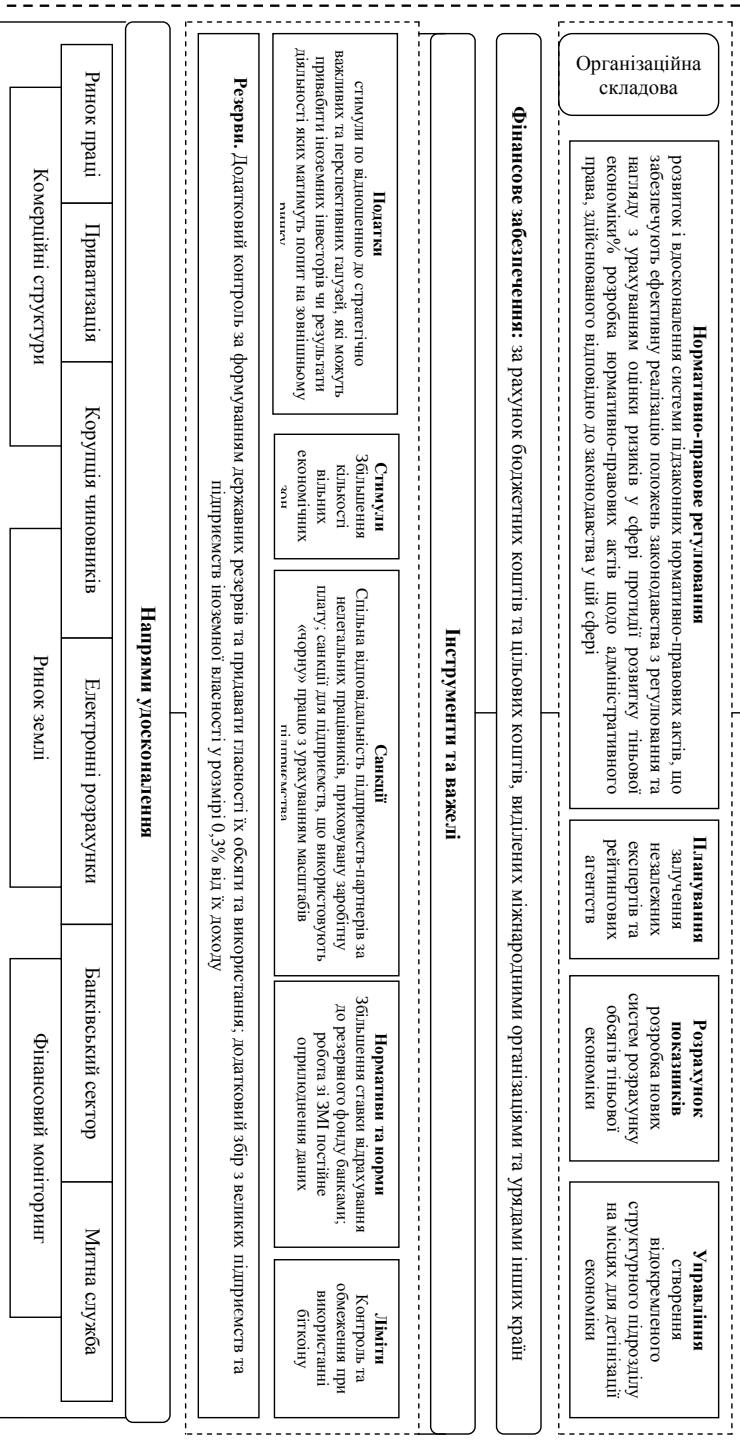 Організаційна
складова
Нормативно-правове регулювання
розвиток і вдосконалення системи підзаконних нормативно-правових актів, що
забезпечують ефективну реалізацію положень законодавства з регулювання та
нагляду з урахуванням оцінки ризиків у сфері протидії розвитку тіньової
економіки% розробка нормативно-правових актів щодо адміністративного
права, здійснюваного відповідно до законодавства у цій сфері
Планування
залучення
незалежних
експертів та
рейтингових
агентств
Розрахунок
показників
розробка нових
систем розрахунку
обсягів тіньової
економіки
Управління
створення
відокремленого
структурного підрозділу
на місцях для детінізації
економіки
Фінансове забезпечення: за рахунок бюджетних коштів та цільових коштів, виділених міжнародними організаціями та урядами інших країн
Інструменти та важелі
Податки
стимули по відношенню до стратегічно
важливих та перспективних галузей, які можуть
привабити іноземних інвесторів чи результати
діяльності яких матимуть попит на зовнішньому
ринку
Стимули
Збільшення
кількості
вільних
економічних
зон
Санкції
Спільна відповідальність підприємств-партнерів за
нелегальних працівників, приховувану заробітну
плату; санкції для підприємств, що використовують
«чорну» працю з урахуванням масштабів
підприємства
Нормативи та норми
Збільшення ставки відрахування
до резервного фонду банками;
робота зі ЗМІ постійне
оприлюднення даних
Ліміти
Контроль та
обмеження при
використанні
біткоіну
Резерви. Додатковий контроль за формуванням державних резервів та придавати гласності їх обсяги та використання; додатковий збір з великих підприємств та
підприємств іноземної власності у розмірі 0,3% від їх доходу
Напрями удосконалення
Ринок праці
Приватизація
Корупція чиновників
Електронні розрахунки
Банківський сектор
Митна служба
Комерційні структури
Ринок землі
Фінансовий моніторинг